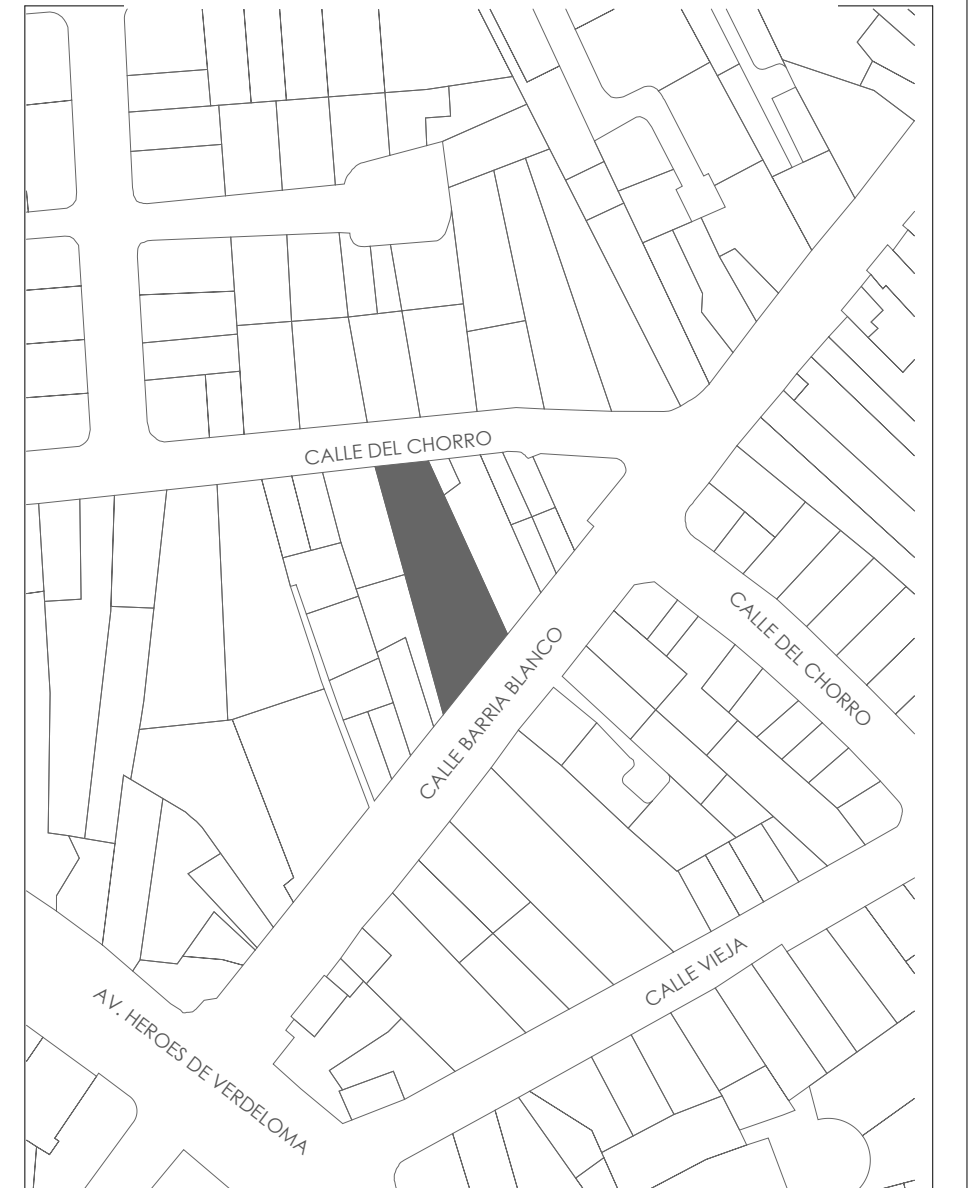 CALLE DEL CHORRO
CALLE DEL CHORRO
CALLE BARRIA BLANCO
CALLE VIEJA
AV. HEROES DE VERDELOMA